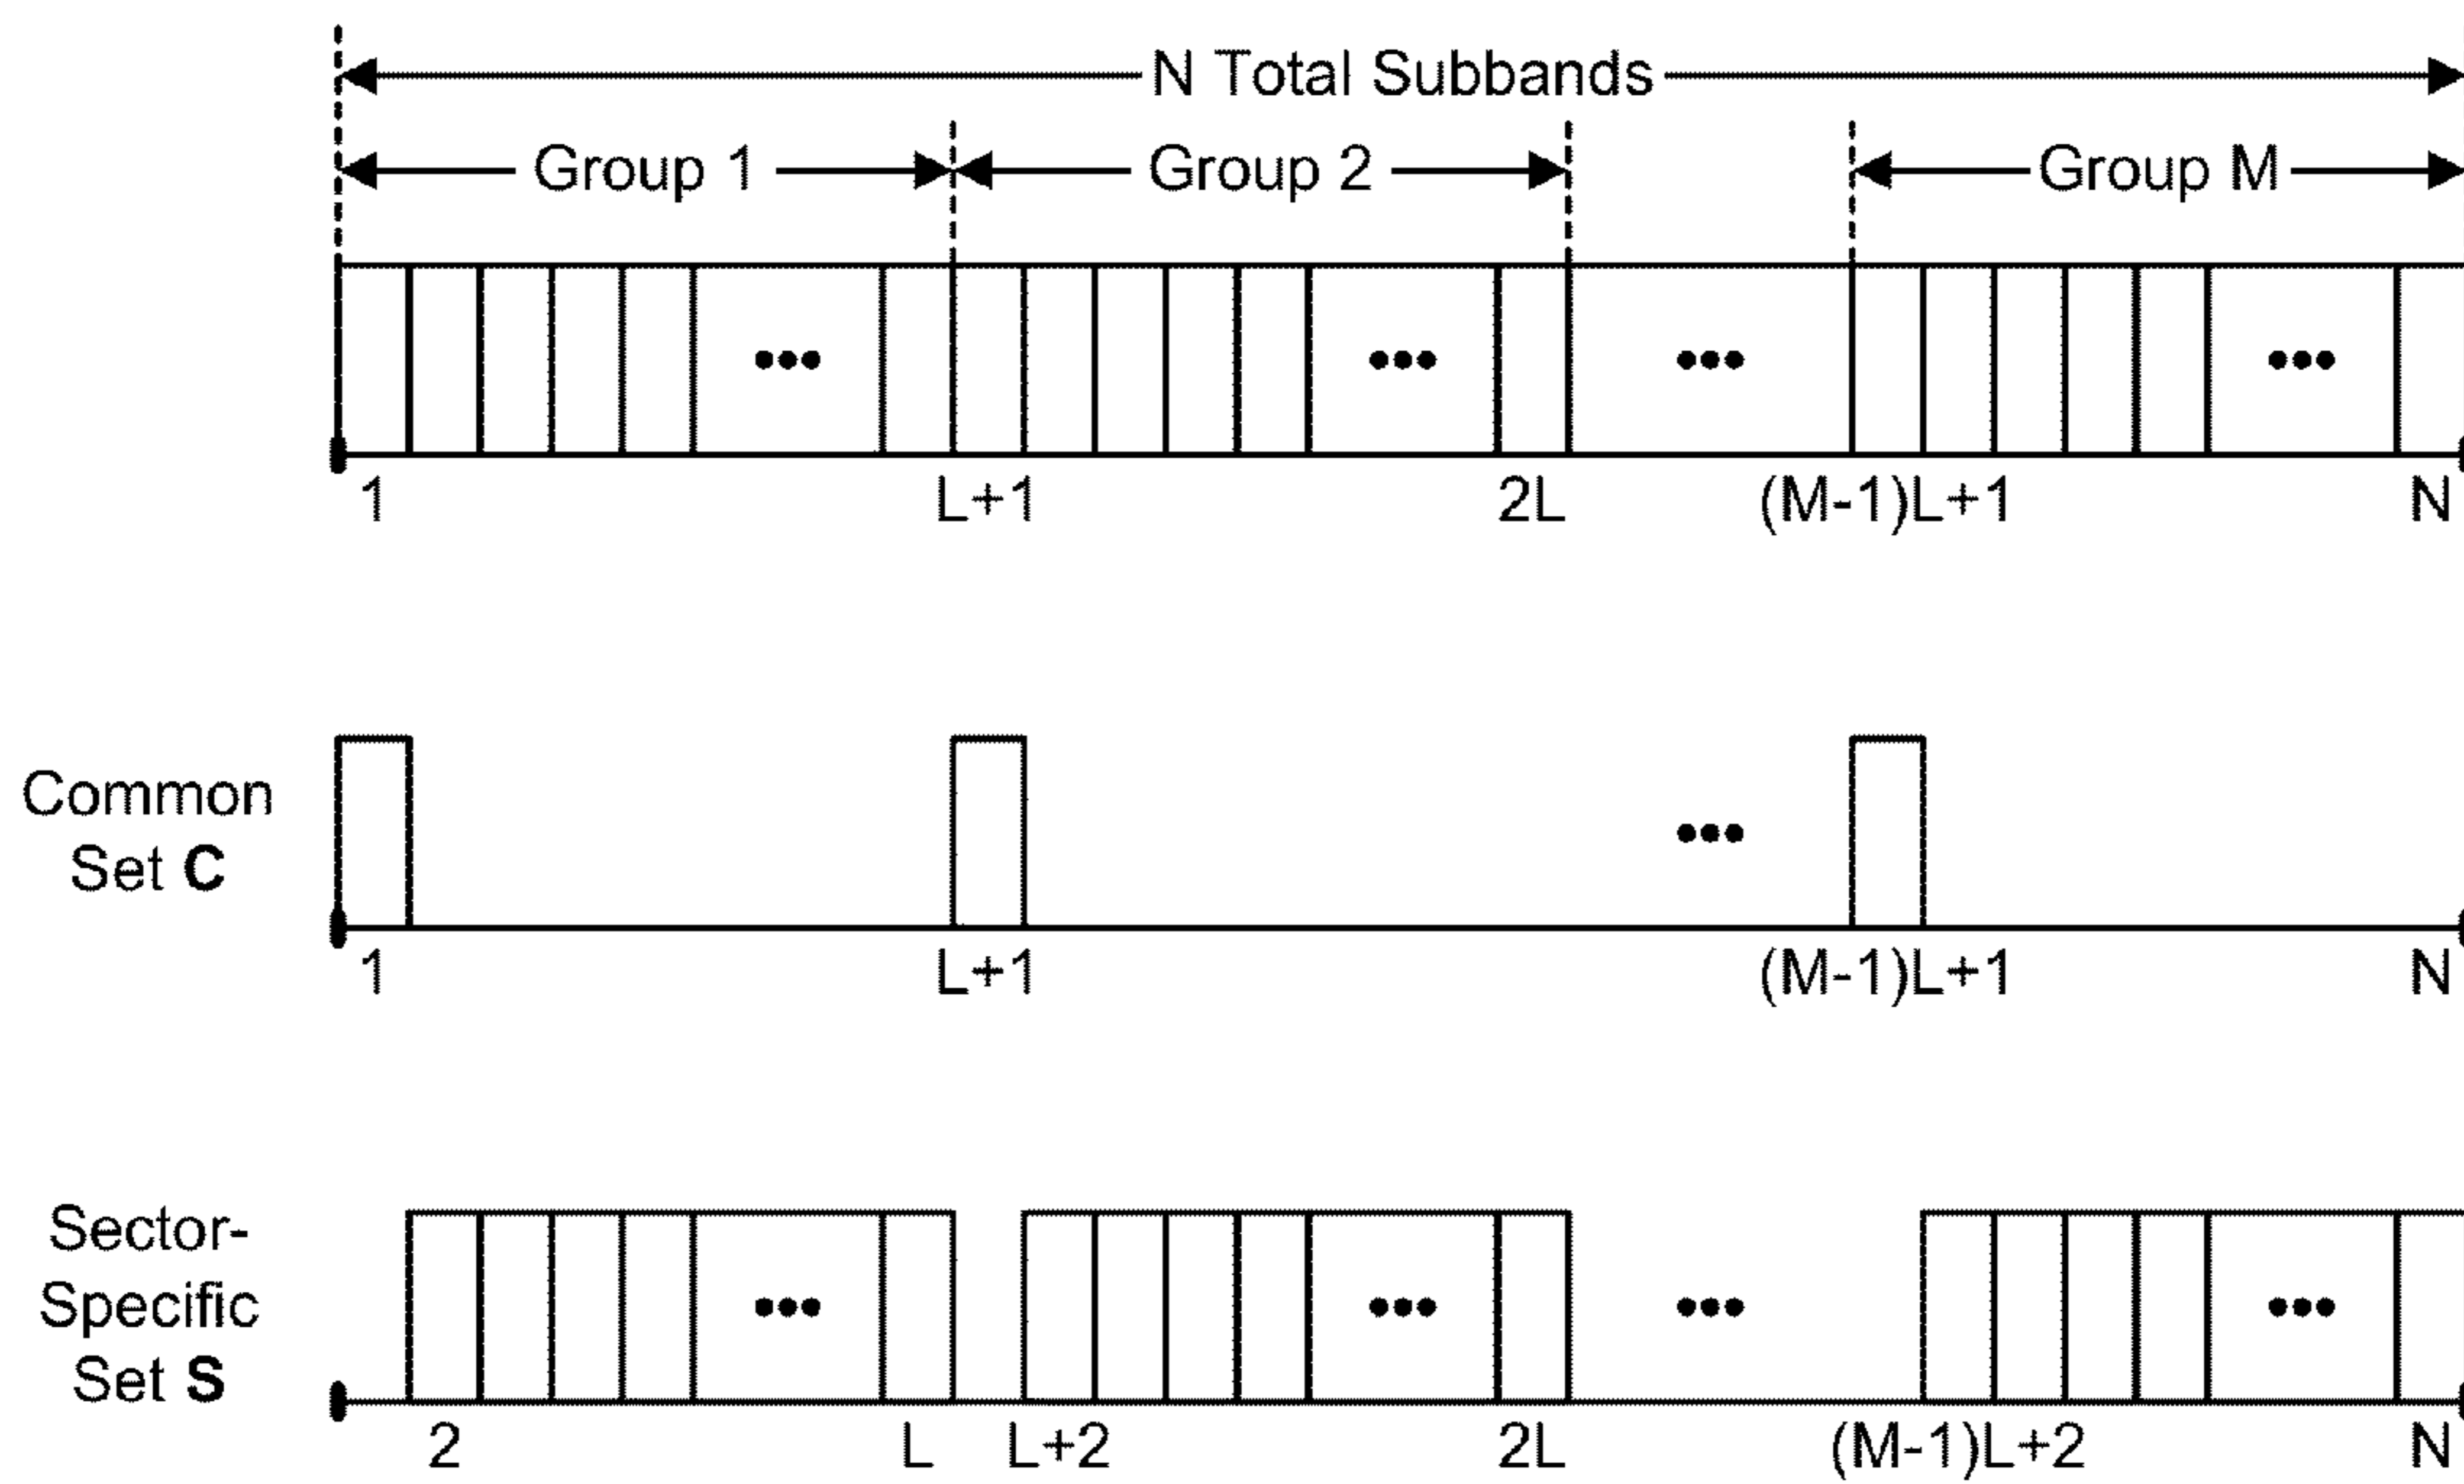 N Total Subbands
Group 1 Group 2 Group M
••• ••• ••• •••
1 L+1 2L (M-1)L+1 N
Common
Set C
•••
1 L+1 (M-1)L+1 N
Sector-
Specific
Set S
••• ••• ••• •••
2 L L+2 2L (M-1)L+2 N